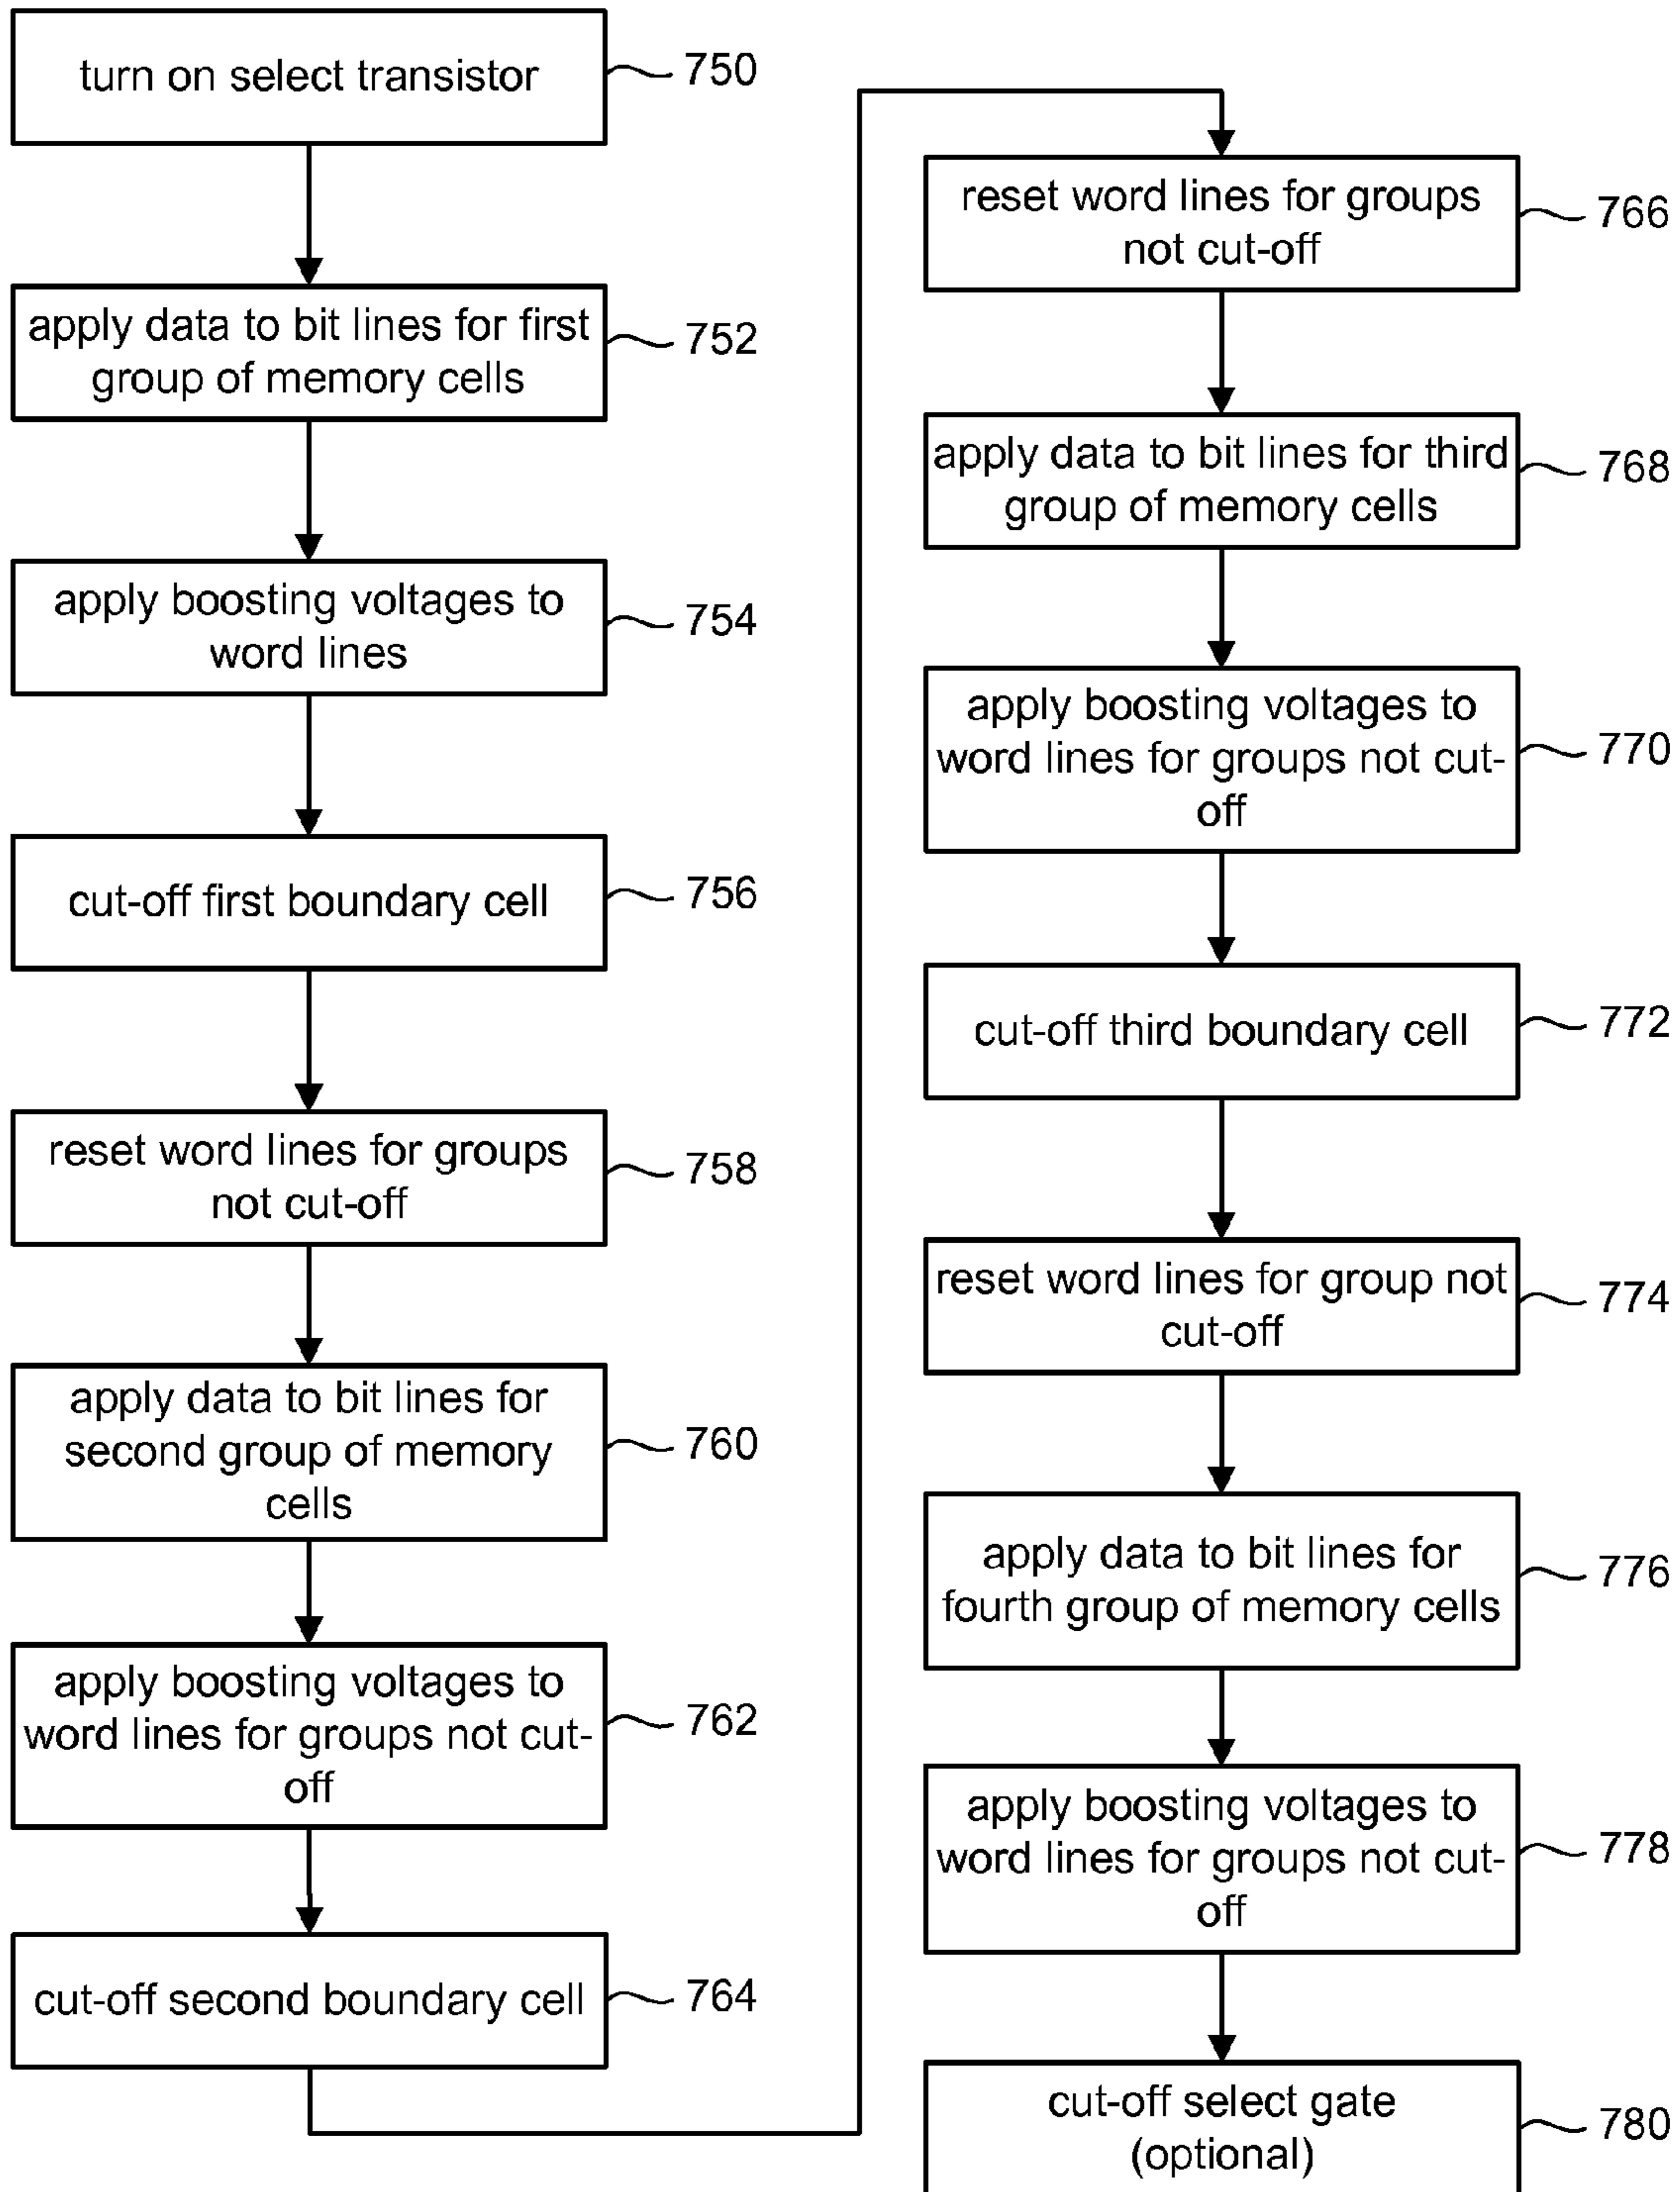 turn on select transistor
750
apply data to bit lines for first
group of memory cells
752
apply boosting voltages to
word lines
754
cut-off first boundary cell
756
reset word lines for groups
not cut-off
758
apply data to bit lines for
second group of memory
cells
760
apply boosting voltages to
word lines for groups not cut-
off
762
cut-off second boundary cell
764
reset word lines for groups
not cut-off
766
apply data to bit lines for third
group of memory cells
768
apply boosting voltages to
word lines for groups not cut-
off
770
cut-off third boundary cell
772
reset word lines for group not
cut-off
774
apply data to bit lines for
fourth group of memory cells
776
apply boosting voltages to
word lines for groups not cut-
off
778
cut-off select gate
(optional)
780